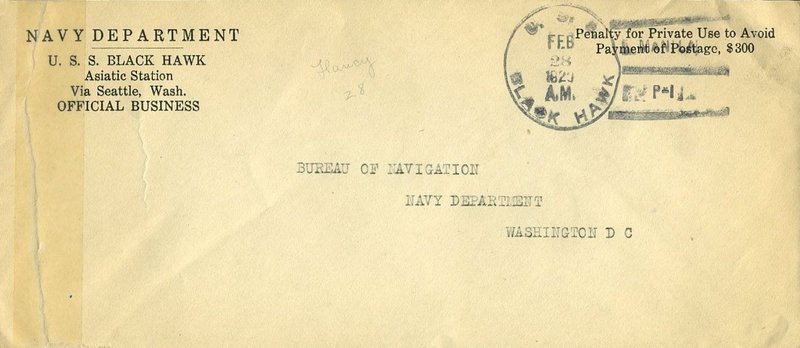 NAVY DEPARTMENT
U. S. S. BLACK HAWK
Asiatic Station
Via Seattle, Wash.
OFFICIAL BUSINESS
28
U. S. S.
FEB
28
A.M.
BLACK HAWK
Penalty for Private Use to Avoid
Payment of Postage, $300
MANILA
P-I
BUREAU OF NAVIGATION
NAVY DEPARTMENT
WASHINGTON D C